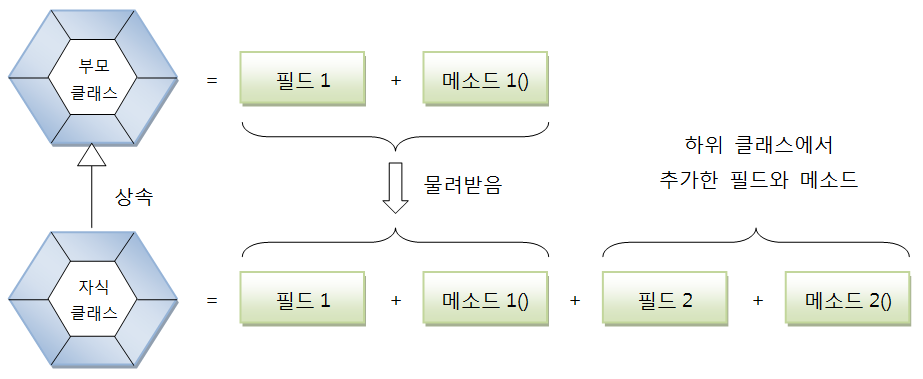 부모
클래스
=
필드 1
+
메소드 1()
하위 클래스에서
추가한 필드와 메소드
상속
물려받음
자식
클래스
=
필드 1
+
메소드 1()
+
필드 2
+
메소드 2()